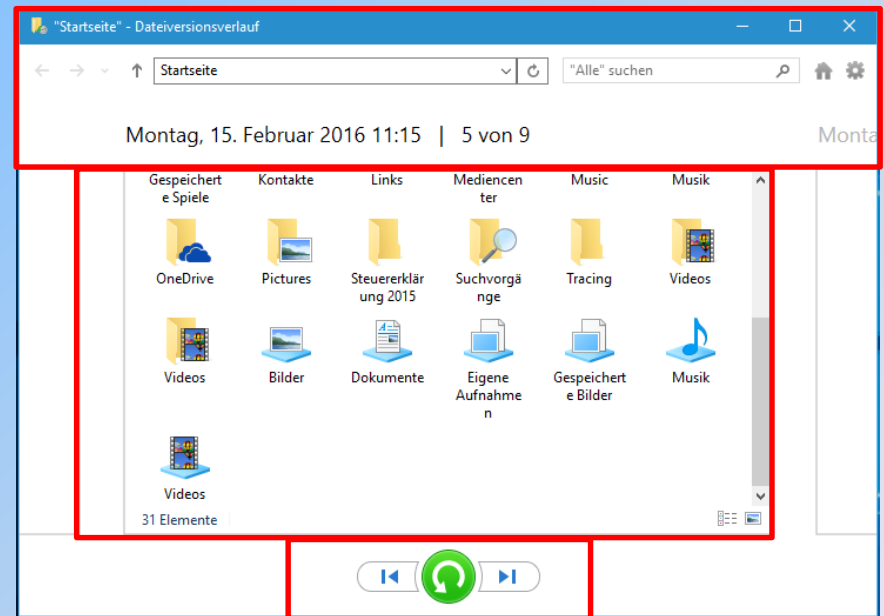 "Startseite" - Dateiversionsverlauf
Startseite
"Alle" suchen
Montag, 15. Februar 2016 11:15 | 5 von 9
Monta
Gespeichert
e Spiele
Kontakte
Links
Mediencen
ter
Music
Musik
OneDrive
Pictures
Steuererklär
ung 2015
Suchvorgä
nge
Tracing
Videos
Videos
Bilder
Dokumente
Eigene
Aufnahme
n
Gespeichert
e Bilder
Musik
Videos
31 Elemente